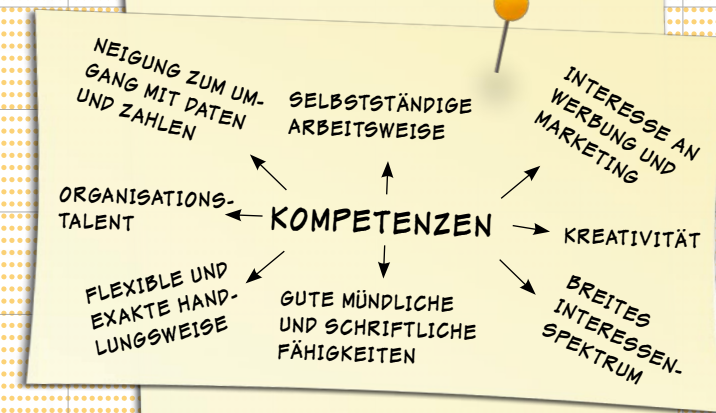 NEIGUNG ZUM UM-
GANG MIT DATEN
UND ZAHLEN
SELBSTSTÄNDIGE
ARBEITSWEISE
INTERESSE AN
WERBUNG UND
MARKETING
ORGANISATIONS-
TALENT
KOMPETENZEN
KREATIVITÄT
FLEXIBLE UND
EXAKTE HAND-
LUNGSWEISE
GUTE MÜNDLICHE
UND SCHRIFTLICHE
FÄHIGKEITEN
BREITES
INTERESSEN-
SPEKTRUM